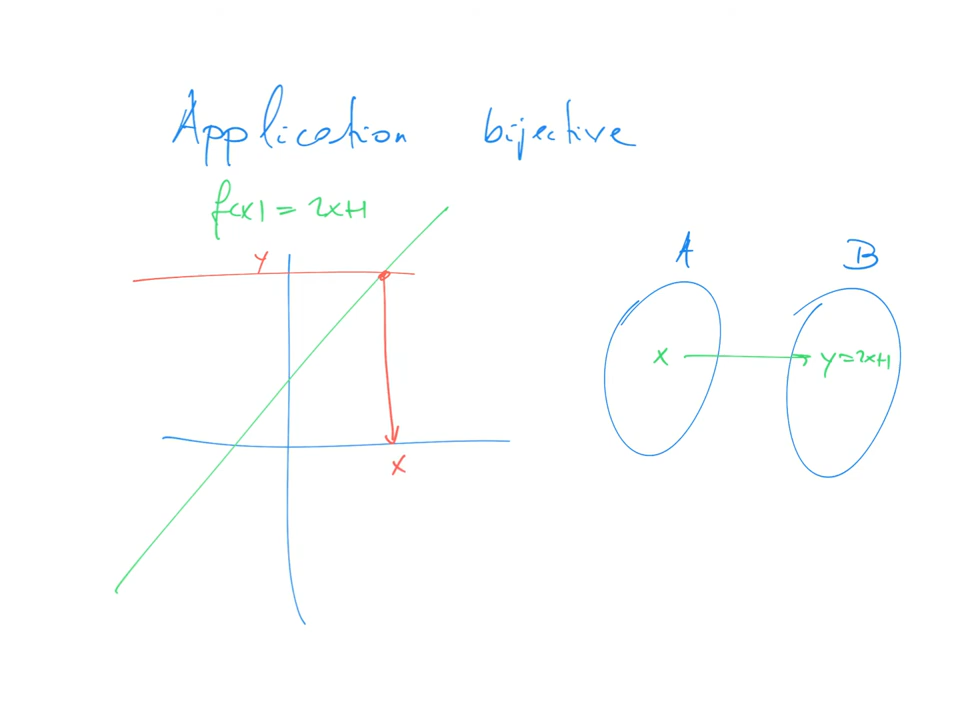 Application bijective
f(x) = 2x+1
y
x
A
B
x
y=2x+1